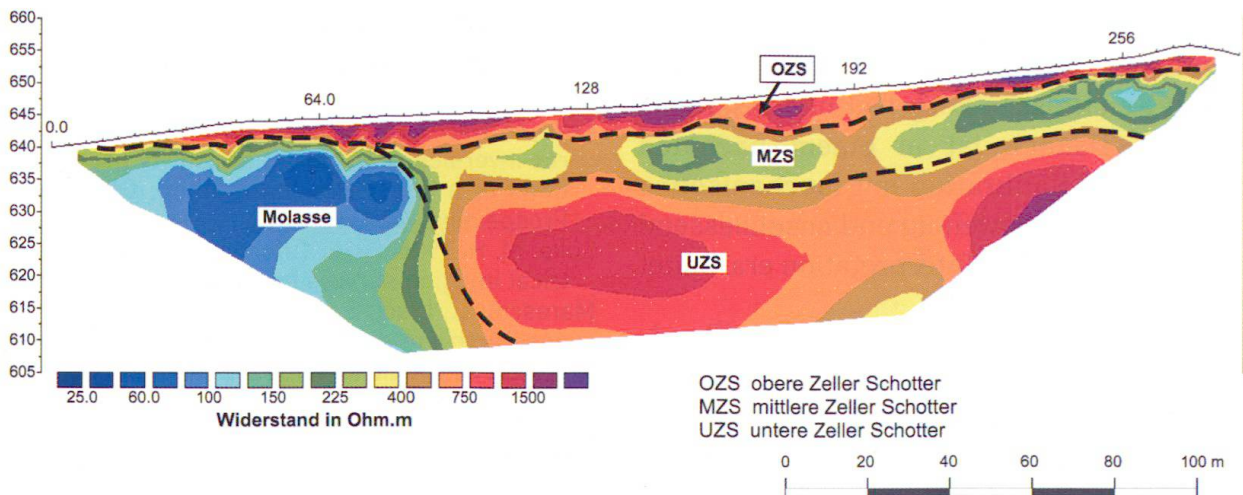 660
655
650
645
640
635
630
625
620
615
610
605
0.0
64.0
128
192
256
OZS
MZS
Molasse
UZS
25.0 60.0 100 150 225 400 750 1500
Widerstand in Ohm.m
OZS obere Zeller Schotter
MZS mittlere Zeller Schotter
UZS untere Zeller Schotter
0 20 40 60 80 100 m